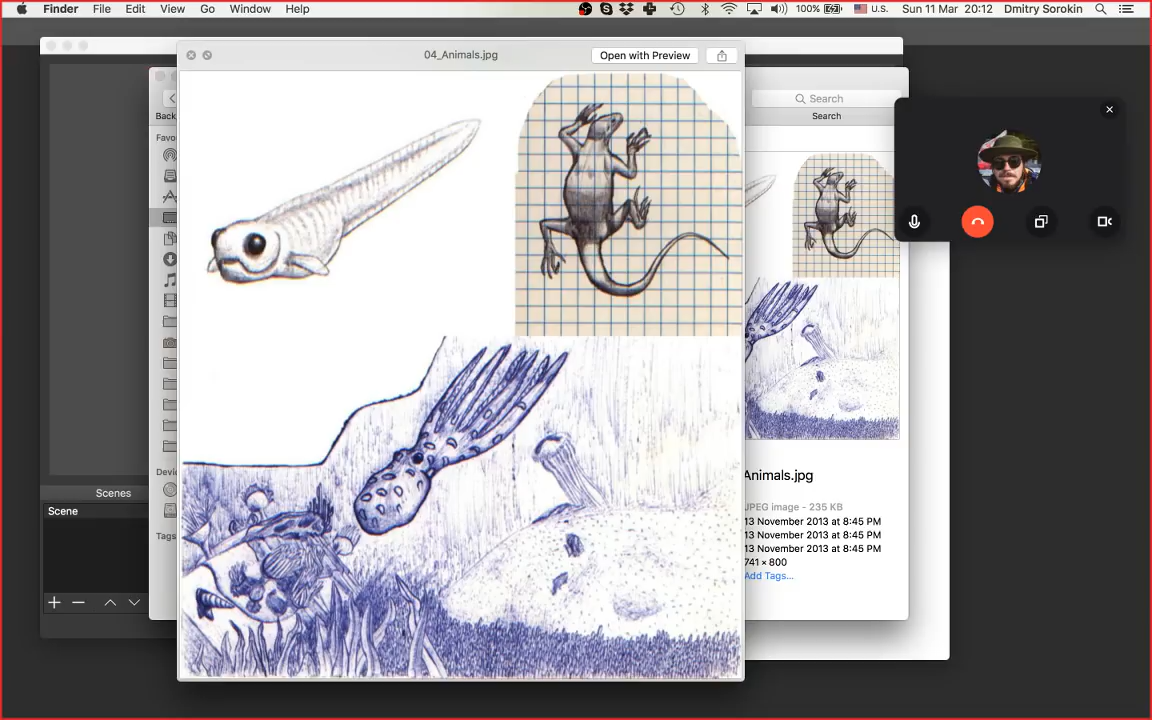 Finder File Edit View Go Window Help 100% U.S. Sun 11 Mar 20:12 Dmitry Sorokin
04_Animals.jpg
Open with Preview
Search
Search
Back
Favo
Devic
Tags
Scenes
Scene
Animals.jpg
JPEG image - 235 KB
13 November 2013 at 8:45 PM
13 November 2013 at 8:45 PM
13 November 2013 at 8:45 PM
741 × 800
Add Tags...